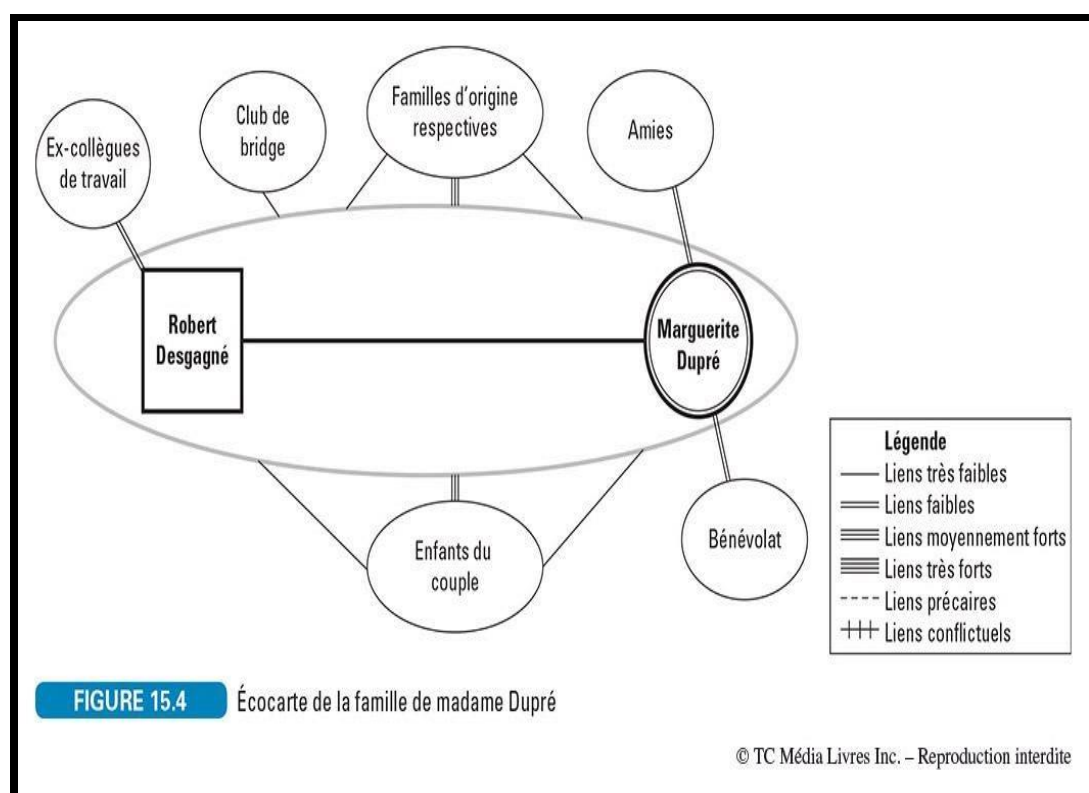 Ex-collègues
de travail
Club de
bridge
Familles d'origine
respectives
Amies
Robert
Desgagné
Marguerite
Dupré
Enfants du
couple
Bénévolat
Légende
Liens très faibles
Liens faibles
Liens moyennement forts
Liens très forts
Liens précaires
Liens conflictuels
FIGURE 15.4 Écocarte de la famille de madame Dupré
© TC Média Livres Inc. – Reproduction interdite